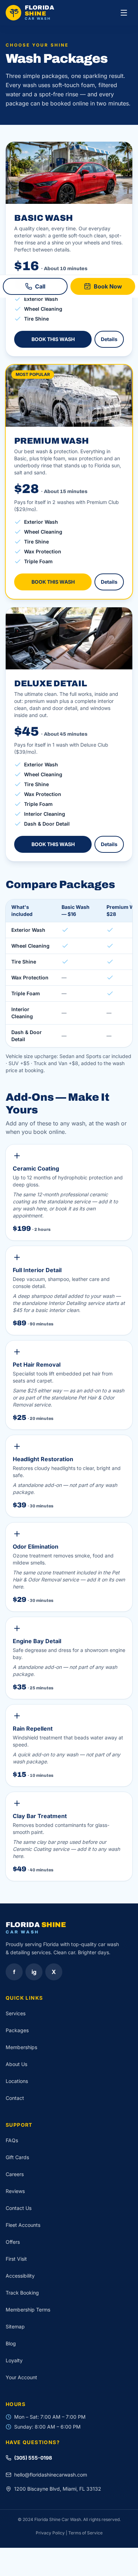 FLORIDA
SHINE
CAR WASH
CHOOSE YOUR SHINE
Wash Packages
Three simple packages, one sparkling result.
Every wash uses soft-touch foam, filtered
water and a spot-free rinse — and every
package can be booked online in two minutes.
BASIC WASH
A quality clean, every time. Our everyday
exterior wash: a gentle soft-touch clean, spot-
free rinse and a shine you control.
Perfect between details.
$16 · About 10 minutes
Call
Book Now
Exterior Wash
Wheel Cleaning
Tire Shine
BOOK THIS WASH
Details
MOST POPULAR
PREMIUM WASH
Our best wash & protection. Everything in
Basic, plus triple foam, wax protection and an
underbody rinse that stands up to Florida sun,
salt and sand.
$28 · About 15 minutes
Pays for itself in 2 washes with Premium Club
($29/mo).
Exterior Wash
Wheel Cleaning
Tire Shine
Wax Protection
Triple Foam
BOOK THIS WASH
Details
DELUXE DETAIL
The ultimate clean. The full works, inside and
out: premium wash plus a complete interior
clean, dash and door detail, and windows
inside and out.
$45 · About 45 minutes
Pays for itself in 1 wash with Deluxe Club
($39/mo).
Exterior Wash
Wheel Cleaning
Tire Shine
Wax Protection
Triple Foam
Interior Cleaning
Dash & Door Detail
BOOK THIS WASH
Details
Compare Packages
What's Basic Wash Premium W
included — $16 $28
Exterior Wash
Wheel Cleaning
Tire Shine
Wax Protection —
Triple Foam —
Interior
Cleaning — —
Dash & Door
Detail — —
Vehicle size upcharge: Sedan and Sports car included
· SUV +$5 · Truck and Van +$8, added to the wash
price at booking.
Add-Ons — Make It
Yours
Add any of these to any wash, at the wash or
when you book online.
Ceramic Coating
Up to 12 months of hydrophobic protection and
deep gloss.
The same 12-month professional ceramic
coating as the standalone service — add it to
any wash here, or book it as its own
appointment.
$199 · 2 hours
Full Interior Detail
Deep vacuum, shampoo, leather care and
console detail.
A deep shampoo detail added to your wash —
the standalone Interior Detailing service starts at
$45 for a basic interior clean.
$89 · 90 minutes
Pet Hair Removal
Specialist tools lift embedded pet hair from
seats and carpet.
Same $25 either way — as an add-on to a wash
or as part of the standalone Pet Hair & Odor
Removal service.
$25 · 25 minutes
Headlight Restoration
Restores cloudy headlights to clear, bright and
safe.
A standalone add-on — not part of any wash
package.
$39 · 30 minutes
Odor Elimination
Ozone treatment removes smoke, food and
mildew smells.
The same ozone treatment included in the Pet
Hair & Odor Removal service — add it on its own
here.
$29 · 30 minutes
Engine Bay Detail
Safe degrease and dress for a showroom engine
bay.
A standalone add-on — not part of any wash
package.
$35 · 25 minutes
Rain Repellent
Windshield treatment that beads water away at
speed.
A quick add-on to any wash — not part of any
wash package.
$15 · 10 minutes
Clay Bar Treatment
Removes bonded contaminants for glass-
smooth paint.
The same clay bar prep used before our
Ceramic Coating service — add it to any wash
here.
$49 · 40 minutes
FLORIDA SHINE
CAR WASH
Proudly serving Florida with top-quality car wash
& detailing services. Clean car. Brighter days.
f
ig
X
QUICK LINKS
Services
Packages
Memberships
About Us
Locations
Contact
SUPPORT
FAQs
Gift Cards
Careers
Reviews
Contact Us
Fleet Accounts
Offers
First Visit
Accessibility
Track Booking
Membership Terms
Sitemap
Blog
Loyalty
Your Account
HOURS
Mon – Sat: 7:00 AM – 7:00 PM
Sunday: 8:00 AM – 6:00 PM
HAVE QUESTIONS?
(305) 555-0198
hello@floridashinecarwash.com
1200 Biscayne Blvd, Miami, FL 33132
© 2024 Florida Shine Car Wash. All rights reserved.
Privacy Policy | Terms of Service